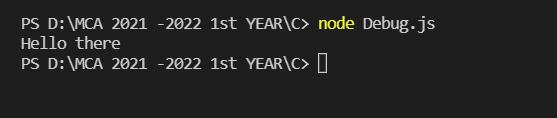 PS D:\MCA 2021 -2022 1st YEAR\C> node Debug.js
Hello there
PS D:\MCA 2021 -2022 1st YEAR\C>